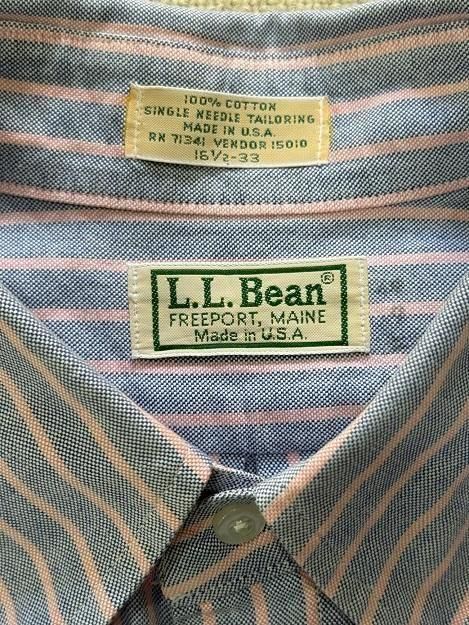 100% COTTON
SINGLE NEEDLE TAILORING
MADE IN U.S.A.
RN 71341 VENDOR 15010
16½-33
L.L.Bean®
FREEPORT, MAINE
Made in U.S.A.